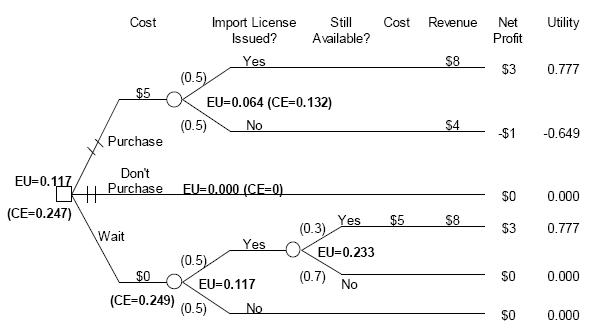 Cost Import License Issued? Still Available? Cost Revenue Net Profit Utility
Yes $8 $3 0.777
(0.5)
$5
EU=0.064 (CE=0.132)
(0.5) No $4 -$1 -0.649
Purchase
Don't
EU=0.117 Purchase EU=0.000 (CE=0) $0 0.000
(CE=0.247)
(0.3) Yes $5 $8 $3 0.777
Wait
(0.5) Yes EU=0.233
$0 EU=0.117 (0.7) No $0 0.000
(CE=0.249) (0.5) No $0 0.000